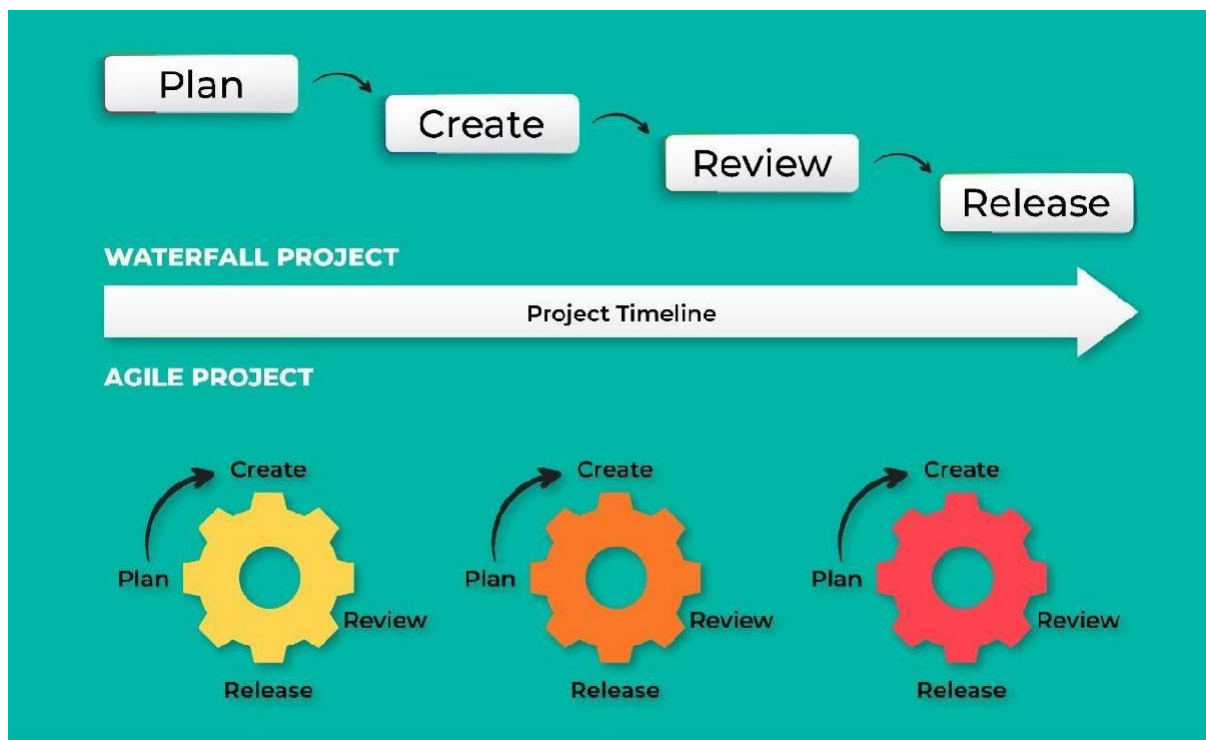 Plan
Create
Review
Release
WATERFALL PROJECT
Project Timeline
AGILE PROJECT
Create
Plan
Review
Release
Create
Plan
Review
Release
Create
Plan
Review
Release